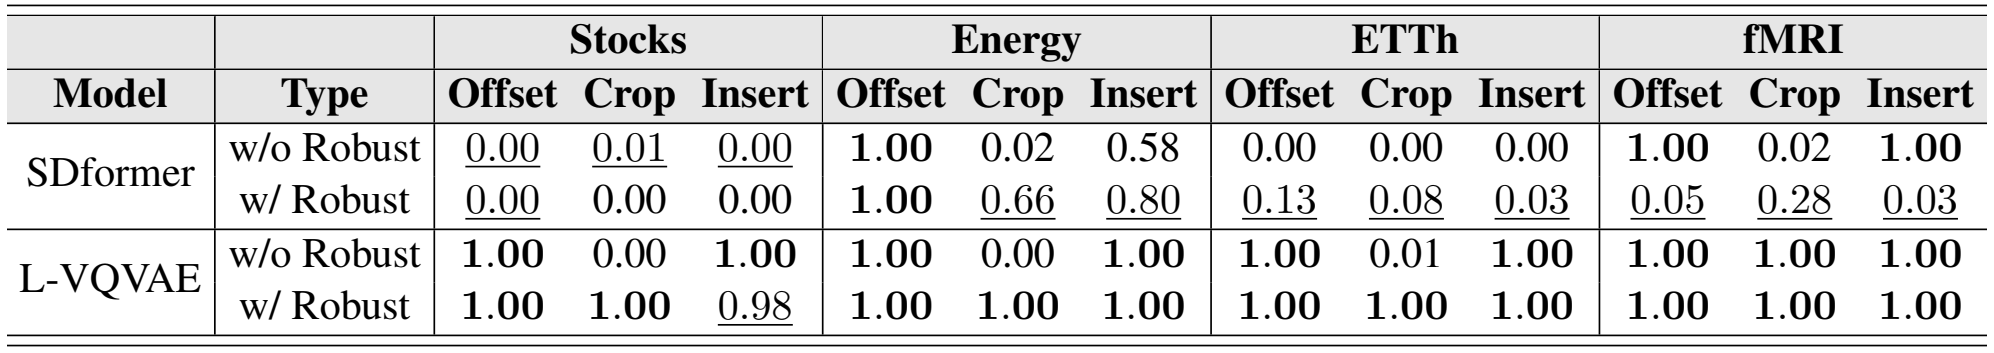 Stocks Energy ETTh fMRI
Model Type Offset Crop Insert Offset Crop Insert Offset Crop Insert Offset Crop Insert
SDformer w/o Robust 0.00 0.01 0.00 1.00 0.02 0.58 0.00 0.00 0.00 1.00 0.02 1.00
w/ Robust 0.00 0.00 0.00 1.00 0.66 0.80 0.13 0.08 0.03 0.05 0.28 0.03
L-VQVAE w/o Robust 1.00 0.00 1.00 1.00 0.00 1.00 1.00 0.01 1.00 1.00 1.00 1.00
w/ Robust 1.00 1.00 0.98 1.00 1.00 1.00 1.00 1.00 1.00 1.00 1.00 1.00